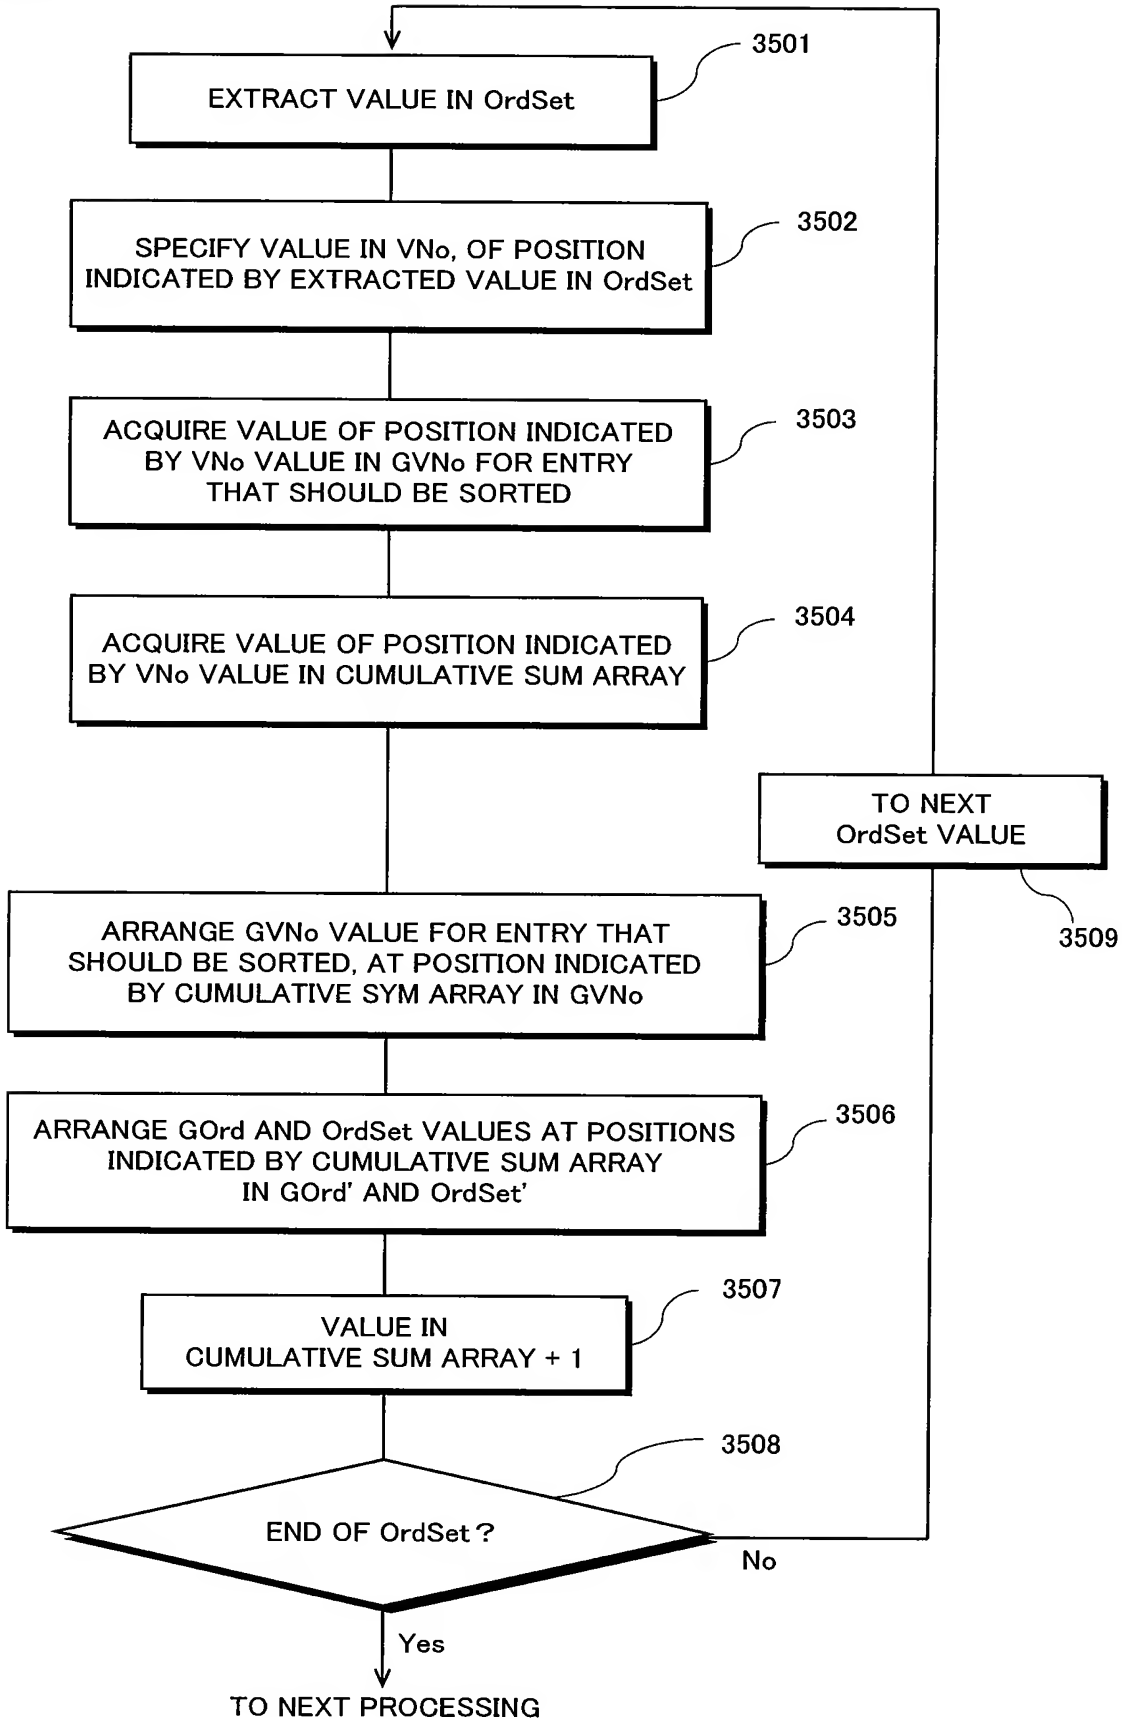 3501
EXTRACT VALUE IN OrdSet
3502
SPECIFY VALUE IN VNo, OF POSITION
INDICATED BY EXTRACTED VALUE IN OrdSet
3503
ACQUIRE VALUE OF POSITION INDICATED
BY VNo VALUE IN GVNo FOR ENTRY
THAT SHOULD BE SORTED
3504
ACQUIRE VALUE OF POSITION INDICATED
BY VNo VALUE IN CUMULATIVE SUM ARRAY
TO NEXT
OrdSet VALUE
3509
3505
ARRANGE GVNo VALUE FOR ENTRY THAT
SHOULD BE SORTED, AT POSITION INDICATED
BY CUMULATIVE SYM ARRAY IN GVNo
3506
ARRANGE GOrd AND OrdSet VALUES AT POSITIONS
INDICATED BY CUMULATIVE SUM ARRAY
IN GOrd' AND OrdSet'
3507
VALUE IN
CUMULATIVE SUM ARRAY + 1
3508
END OF OrdSet ?
No
Yes
TO NEXT PROCESSING